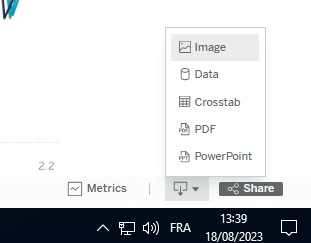 Image
Data
Crosstab
PDF
PowerPoint
2.2
Metrics
Share
FRA
13:39
18/08/2023